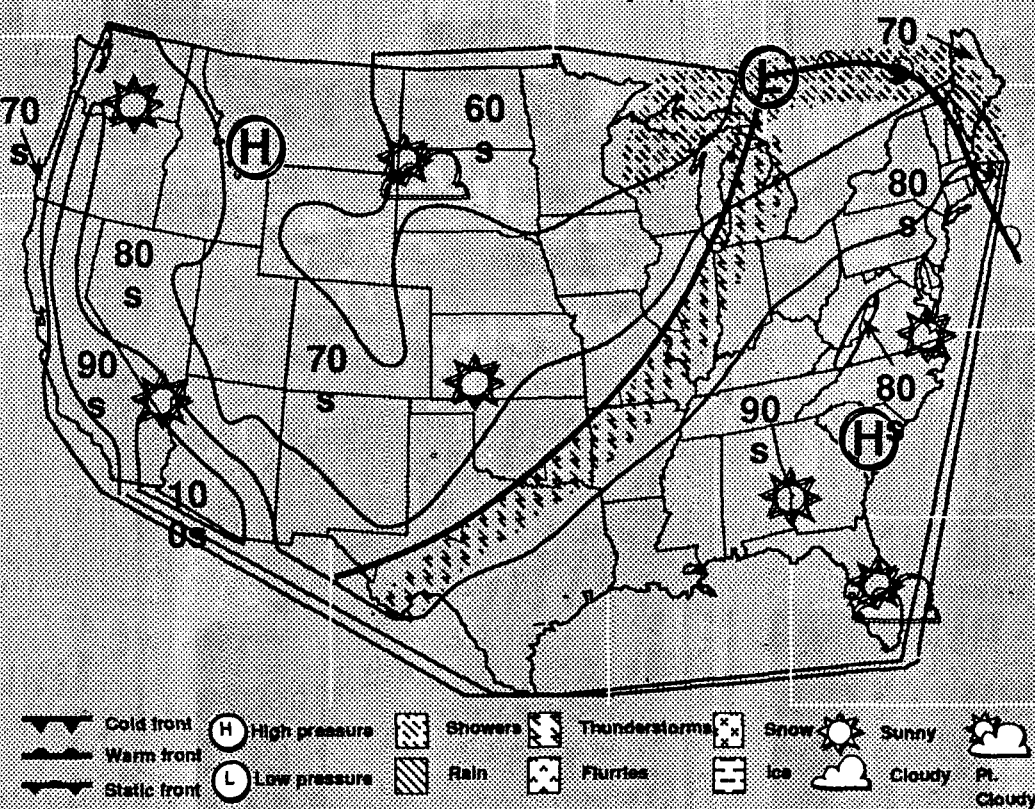 70
70
s
L
60
s
H
s
80
s
80
s
70
s
90
s
80
90
s
H
s
10
0s
Cold front
H
High pressure
Showers
Thunderstorms
Snow
Sunny
Warm front
Static front
L
Low pressure
Rain
Flurries
Ice
Cloudy
Pt.
Cloudy